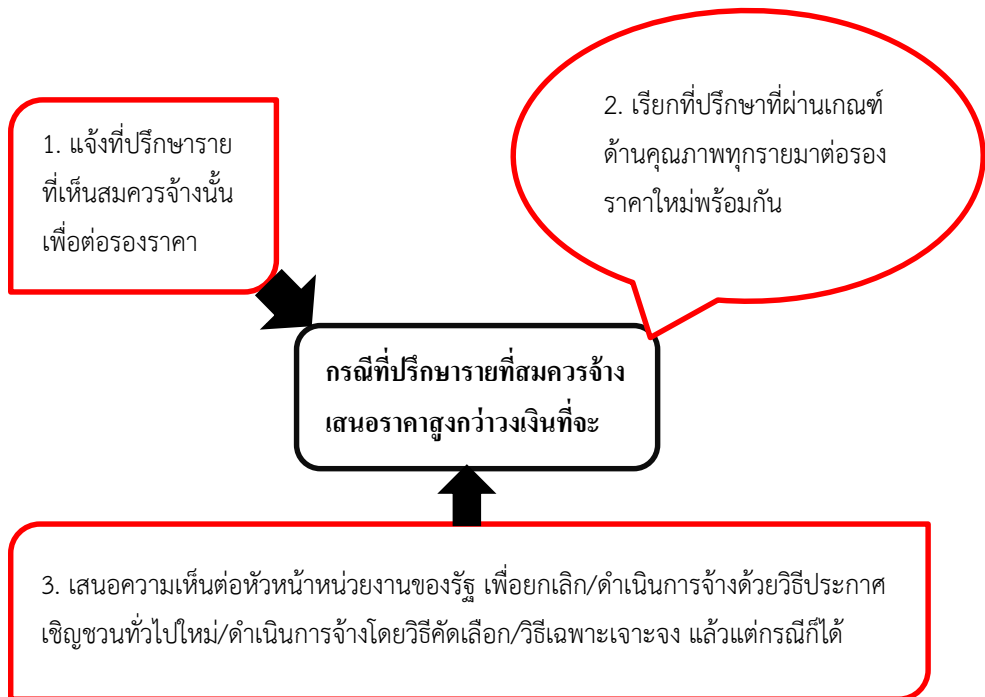 1. แจ้งที่ปรึกษาราย
ที่เห็นสมควรจ้างนั้น
เพื่อต่อรองราคา
2. เรียกที่ปรึกษาที่ผ่านเกณฑ์
ด้านคุณภาพทุกรายมาต่อรอง
ราคาใหม่พร้อมกัน
กรณีที่ปรึกษารายที่สมควรจ้าง
เสนอราคาสูงกว่าวงเงินที่จะ
3. เสนอความเห็นต่อหัวหน้าหน่วยงานของรัฐ เพื่อยกเลิก/ดำเนินการจ้างด้วยวิธีประกาศ
เชิญชวนทั่วไปใหม่/ดำเนินการจ้างโดยวิธีคัดเลือก/วิธีเฉพาะเจาะจง แล้วแต่กรณีก็ได้